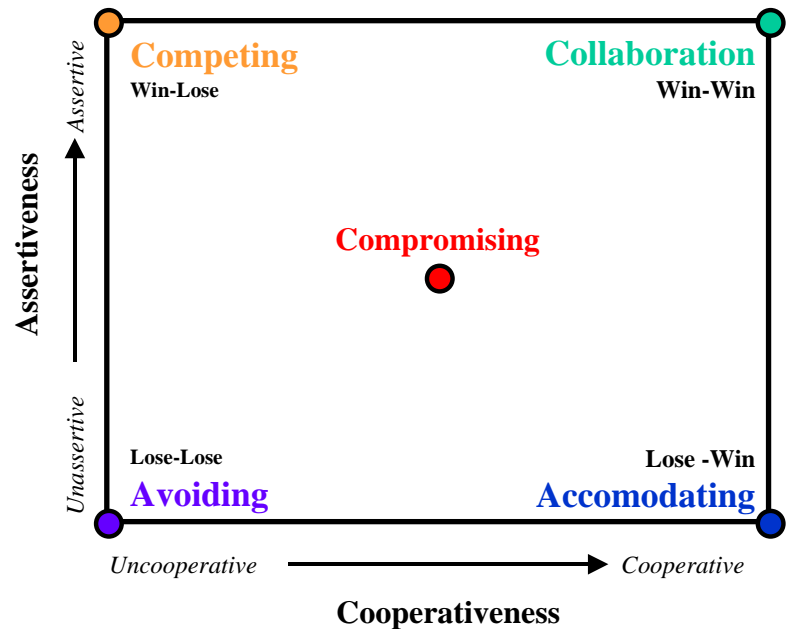 Assertive
Competing
Win-Lose
Collaboration
Win-Win
Assertiveness
Compromising
Unassertive
Lose-Lose
Avoiding
Lose -Win
Accomodating
Uncooperative
Cooperative
Cooperativeness